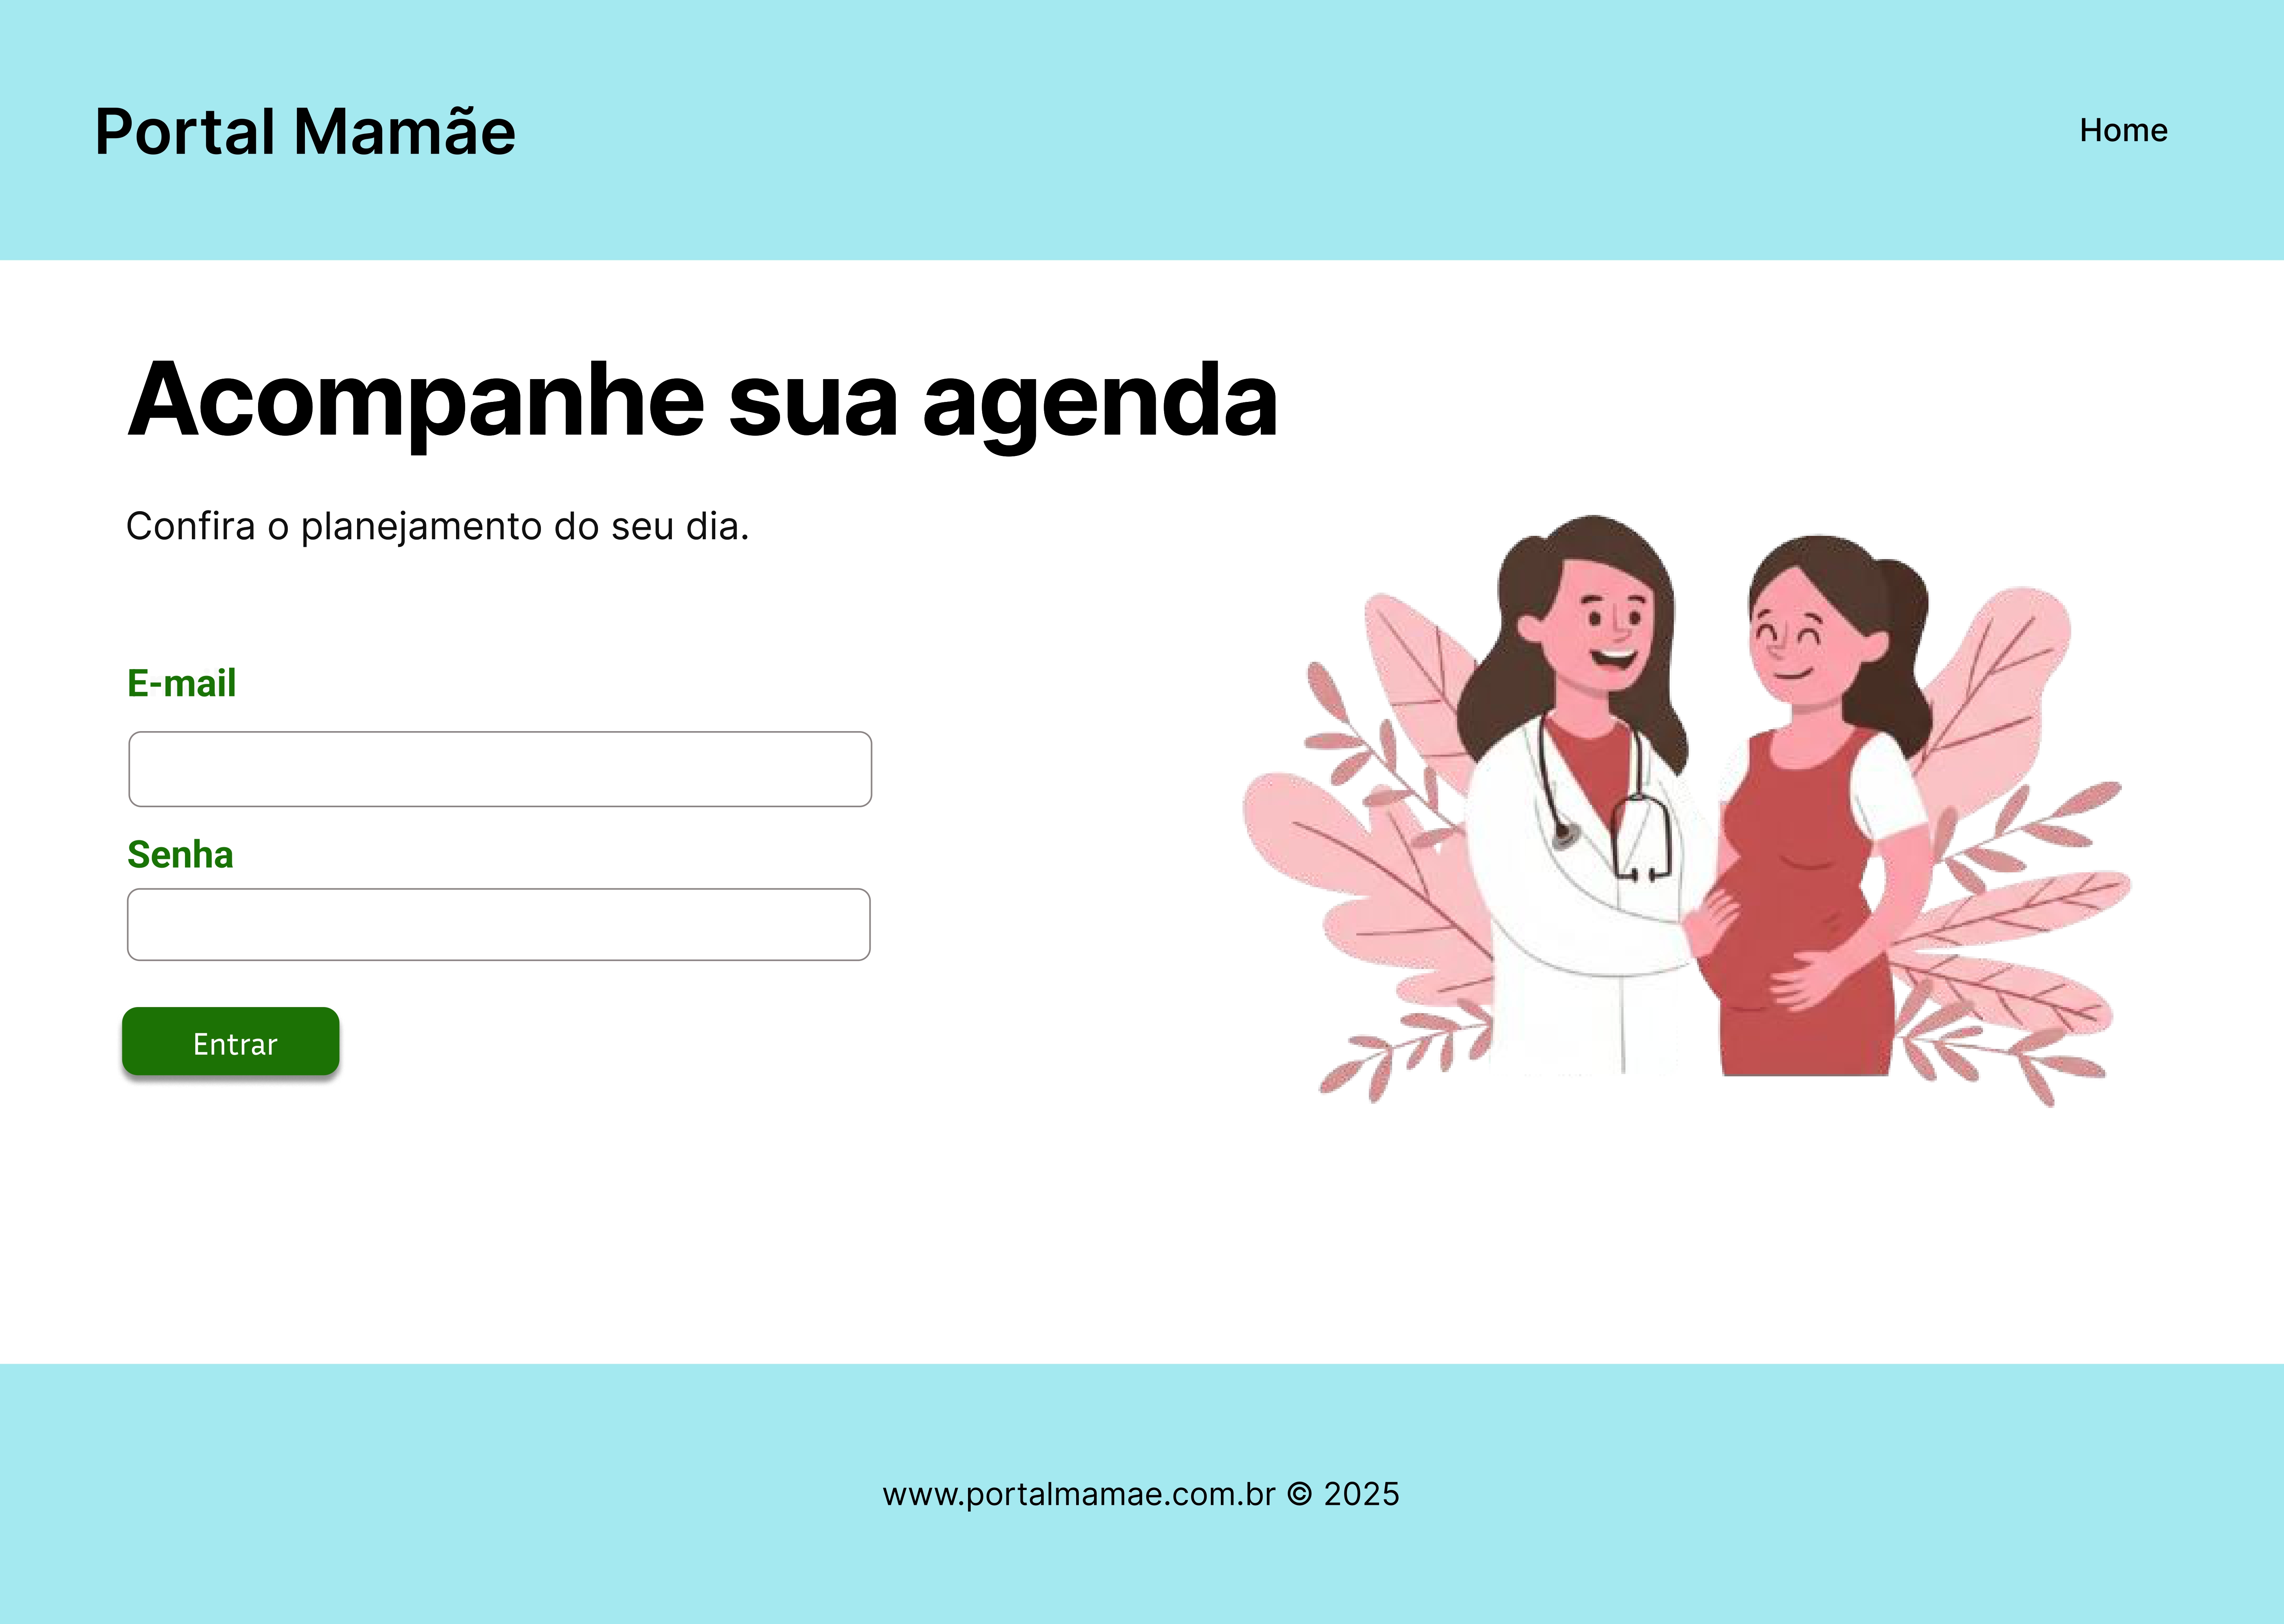 Portal Mamãe
Home
Acompanhe sua agenda
Confira o planejamento do seu dia.
E-mail
Senha
Entrar
www.portalmamae.com.br © 2025